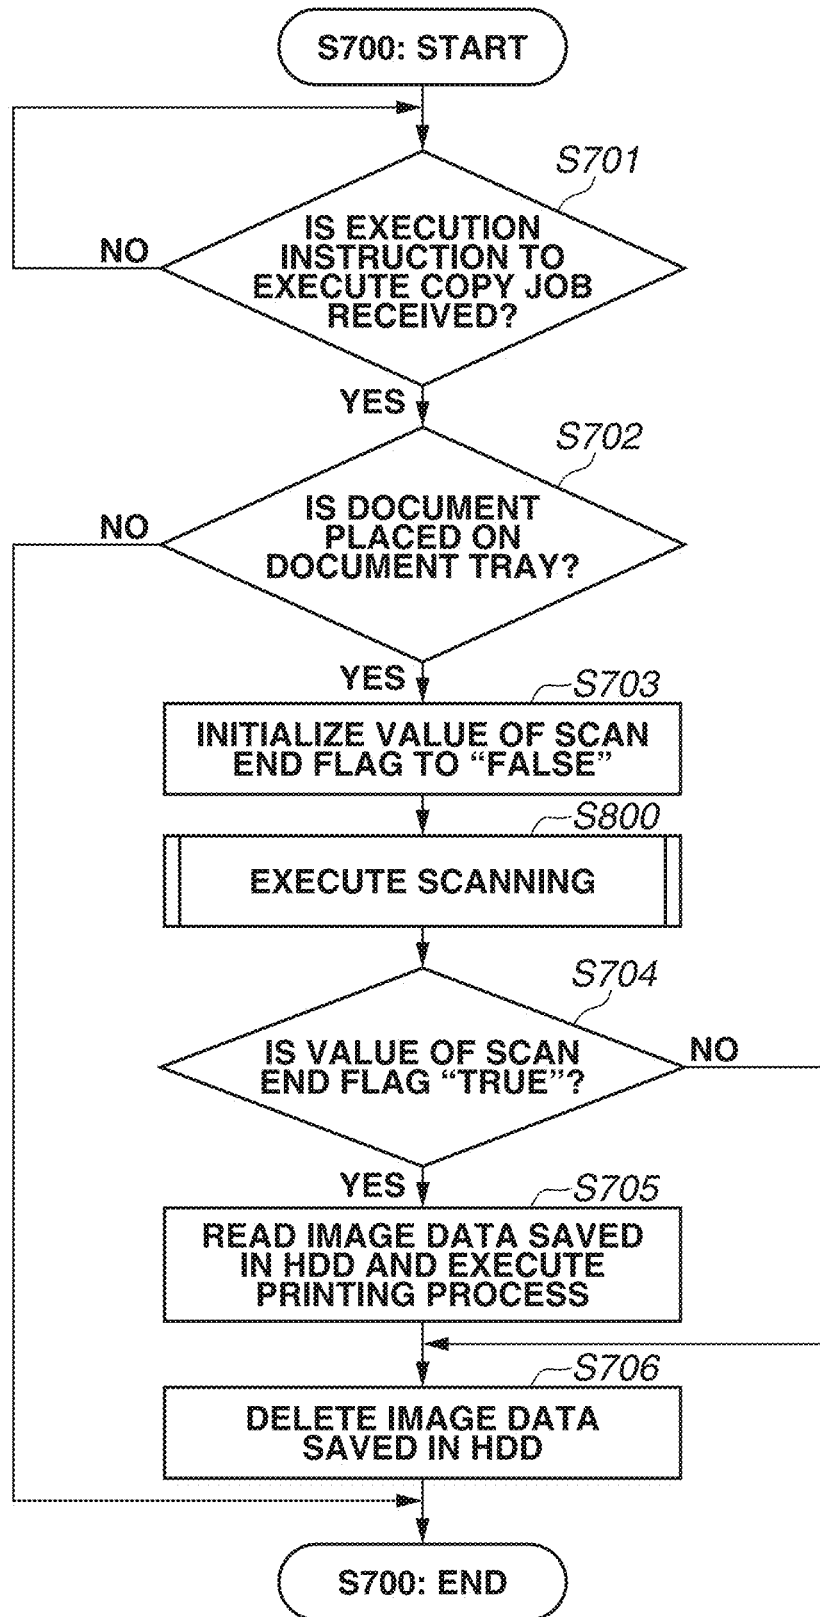 S700: START
S701
IS EXECUTION
INSTRUCTION TO
EXECUTE COPY JOB
RECEIVED?
NO
YES
S702
IS DOCUMENT
PLACED ON
DOCUMENT TRAY?
NO
YES
S703
INITIALIZE VALUE OF SCAN
END FLAG TO “FALSE”
S800
EXECUTE SCANNING
S704
IS VALUE OF SCAN
END FLAG “TRUE”?
NO
YES
S705
READ IMAGE DATA SAVED
IN HDD AND EXECUTE
PRINTING PROCESS
S706
DELETE IMAGE DATA
SAVED IN HDD
S700: END